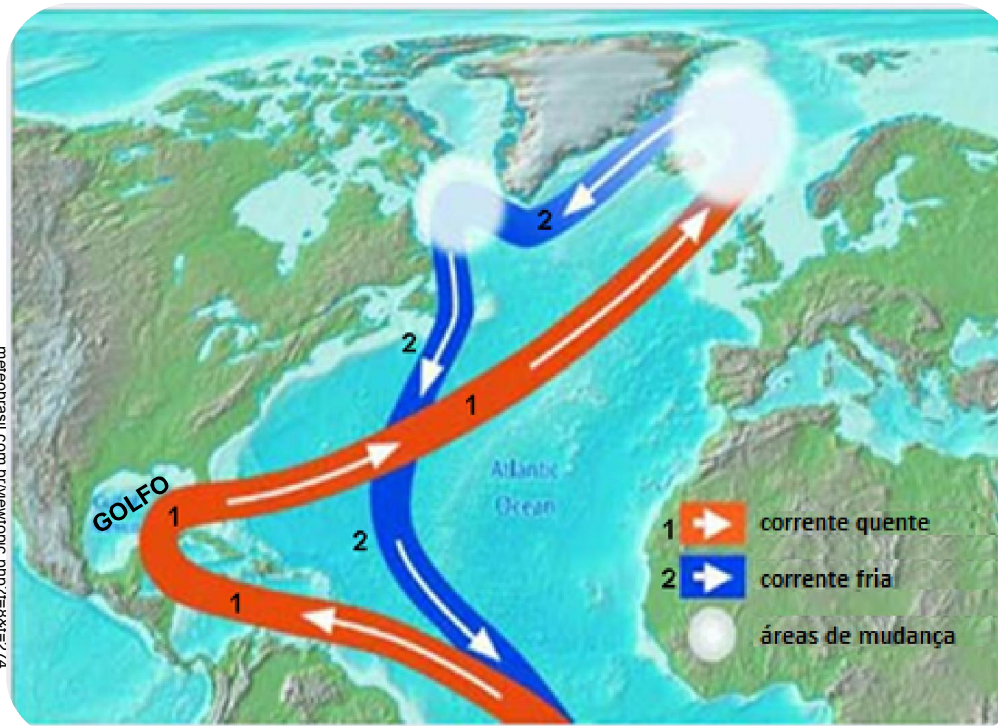 GOLFO
1
1
1
2
2
2
Atlantic
Ocean
1 corrente quente
2 corrente fria
áreas de mudança